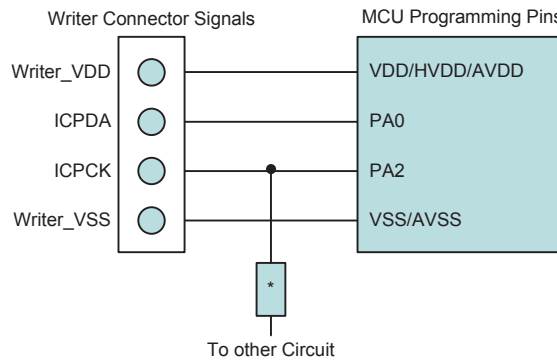 Writer Connector Signals
MCU Programming Pins
Writer_VDD
VDD/HVDD/AVDD
ICPDA
PA0
ICPCK
PA2
Writer_VSS
VSS/AVSS
*
To other Circuit